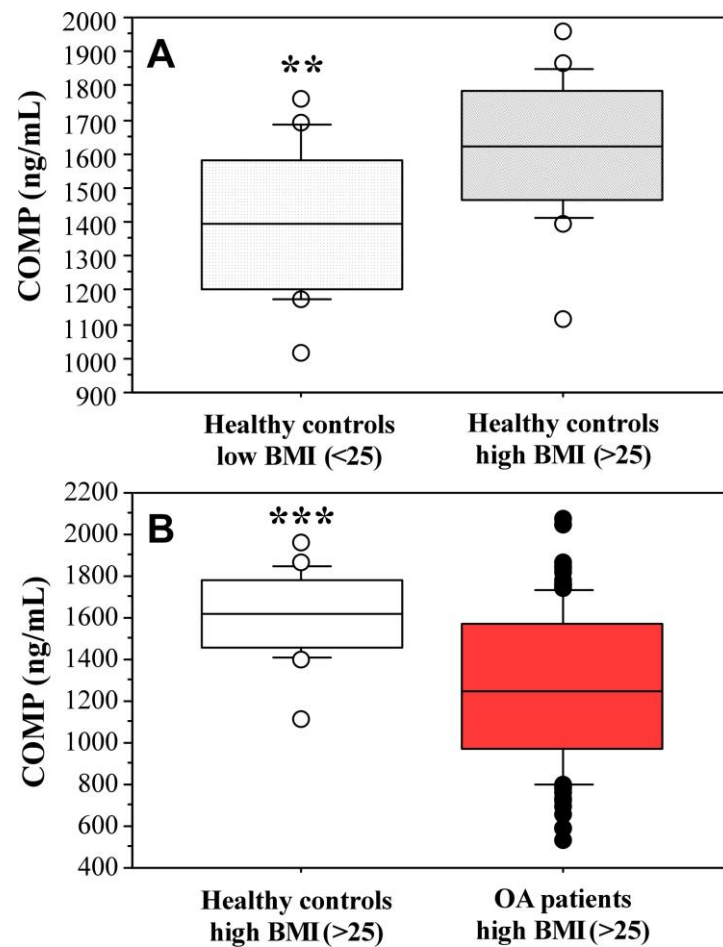 A
**
COMP (ng/mL)
2000
1900
1800
1700
1600
1500
1400
1300
1200
1100
1000
900
Healthy controls
low BMI (<25)
Healthy controls
high BMI (>25)
B
***
COMP (ng/mL)
2200
2000
1800
1600
1400
1200
1000
800
600
400
Healthy controls
high BMI (>25)
OA patients
high BMI (>25)